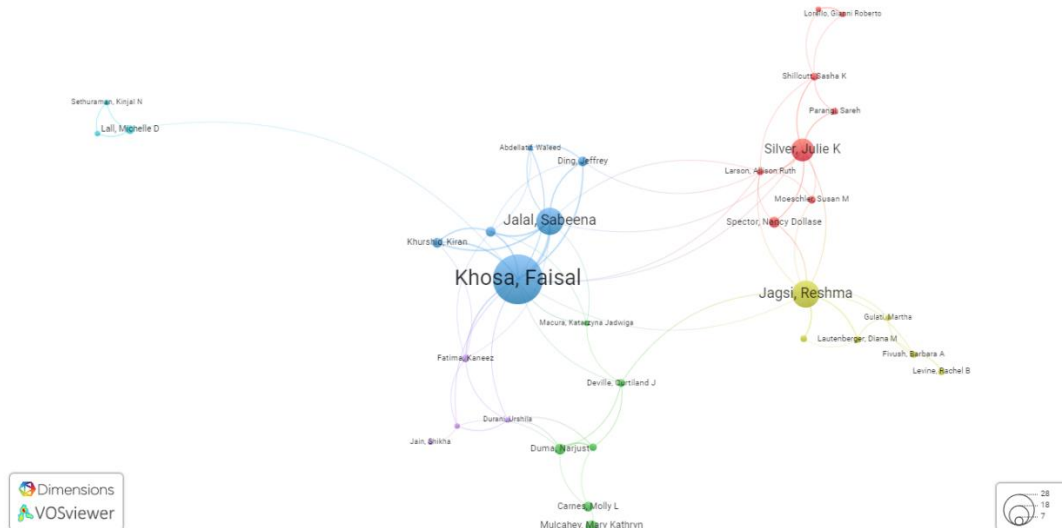 Lorello, Gianni Roberto
Shillcutt, Sasha K
Sethuraman, Kinjal N
Parangi, Sareh
Lall, Michelle D
Abdellatif, Waleed
Silver, Julie K
Ding, Jeffrey
Larson, Allison Ruth
Moeschler, Susan M
Jalal, Sabeena
Spector, Nancy Dollase
Khurshid, Kiran
Khosa, Faisal
Jagsi, Reshma
Gulati, Martha
Macura, Katarzyna Jadwiga
Lautenberger, Diana M
Fatima, Kaneez
Fivush, Barbara A
Levine, Rachel B
Deville, Curtiland J
Durani, Urshila
Jain, Shikha
Duma, Narjust
Dimensions
VOSviewer
Carnes, Molly L
Mulcahey, Mary Kathryn
28
18
7